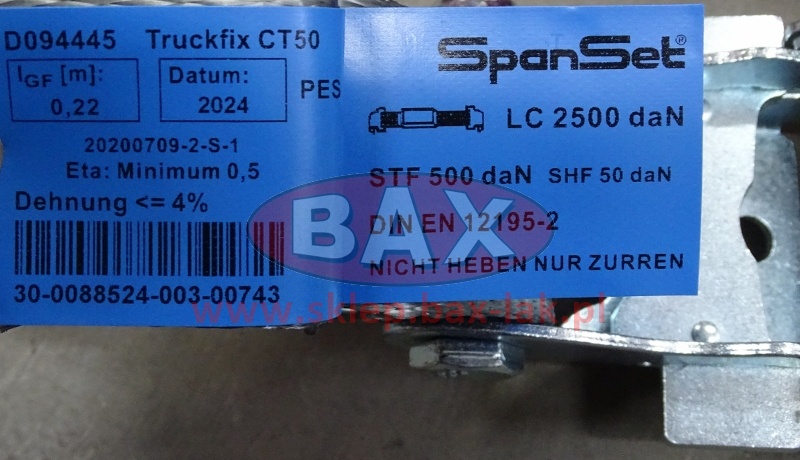 D094445 Truckfix CT50
lGF [m]:
0,22
Datum:
2024
PES
20200709-2-S-1
Eta: Minimum 0,5
Dehnung <= 4%
30-0088524-003-00743
SpanSet®
LC 2500 daN
STF 500 daN SHF 50 daN
DIN EN 12195-2
NICHT HEBEN NUR ZURREN
BAX
www.sklep.bax-lak.pl